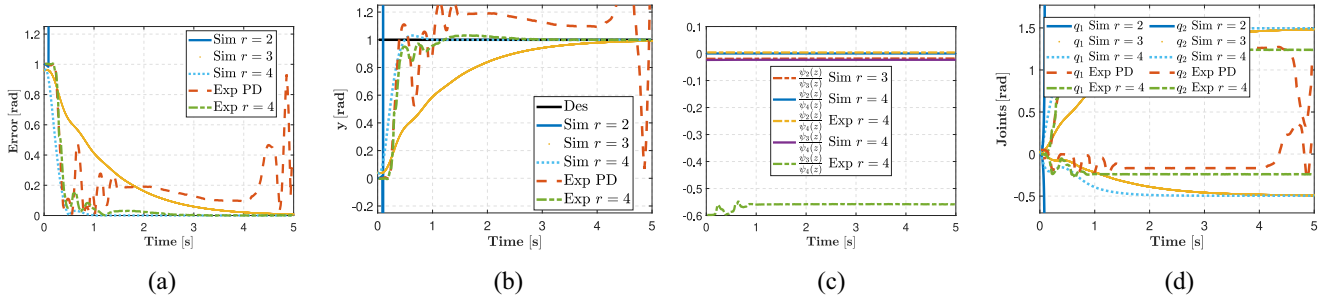 1.2
1
0.8
0.6
0.4
0.2
0
0 1 2 3 4 5
Error [rad]
Time [s]
Sim r = 2
Sim r = 3
Sim r = 4
Exp PD
Exp r = 4
(a)
1.2
1
0.8
0.6
0.4
0.2
0
-0.2
0 1 2 3 4 5
y [rad]
Time [s]
Des
Sim r = 2
Sim r = 3
Sim r = 4
Exp PD
Exp r = 4
(b)
0
-0.1
-0.2
-0.3
-0.4
-0.5
-0.6
0 1 2 3 4 5
Time [s]
ψ2(z)/ψ3(z) Sim r = 3
ψ2(z)/ψ4(z) Sim r = 4
ψ2(z)/ψ4(z) Exp r = 4
ψ3(z)/ψ4(z) Sim r = 4
ψ3(z)/ψ4(z) Exp r = 4
(c)
1.5
1
0.5
0
-0.5
0 1 2 3 4 5
Joints [rad]
Time [s]
q1 Sim r = 2 q2 Sim r = 2
q1 Sim r = 3 q2 Sim r = 3
q1 Sim r = 4 q2 Sim r = 4
q1 Exp PD q2 Exp PD
q1 Exp r = 4 q2 Exp r = 4
(d)